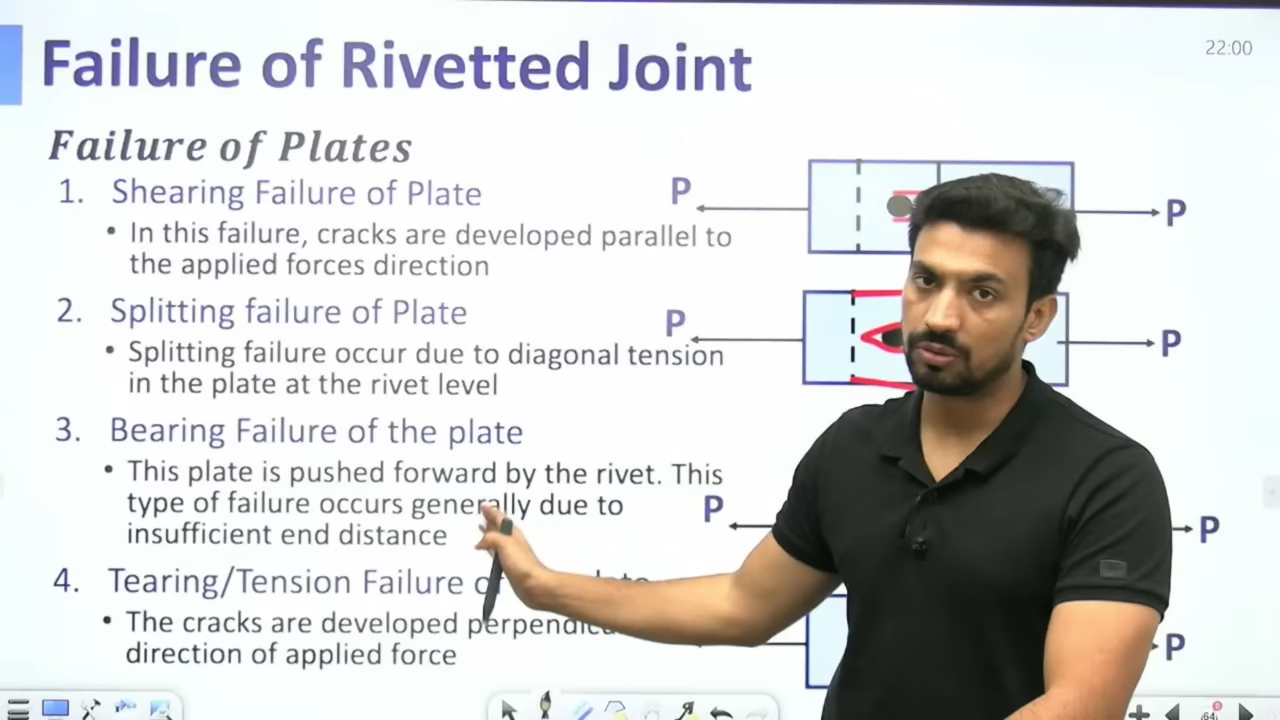 22:00
Failure of Rivetted Joint
Failure of Plates
1. Shearing Failure of Plate
• In this failure, cracks are developed parallel to
the applied forces direction
2. Splitting failure of Plate
• Splitting failure occur due to diagonal tension
in the plate at the rivet level
3. Bearing Failure of the plate
• This plate is pushed forward by the rivet. This
type of failure occurs generally due to
insufficient end distance
4. Tearing/Tension Failure
• The cracks are developed
direction of applied force
P P
P P
P P
P
64